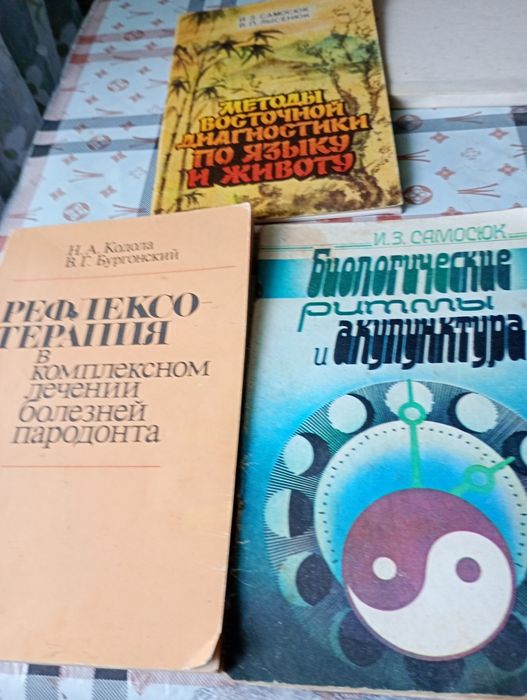 И. З. САМОСЮК
В. П. ЛЫСЕНЮК
МЕТОДЫ
ВОСТОЧНОЙ
ДИАГНОСТИКИ
ПО ЯЗЫКУ
И ЖИВОТУ
Н. А. Кодола
В. Г. Бургонский
РЕФЛЕКСО-
ТЕРАПИЯ
В
КОМПЛЕКСНОМ
ЛЕЧЕНИИ
БОЛЕЗНЕЙ
ПАРОДОНТА
И. З. САМОСЮК
БИОЛОГИЧЕСКИЕ
РИТМЫ
И АКУПУНКТУРА